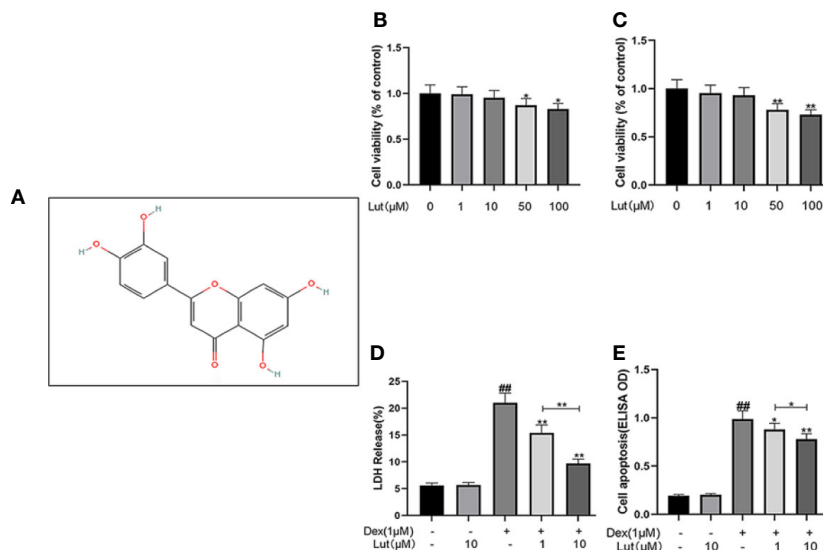 A
H
O
O
H
O
O
H
O
O
H
B
Cell viability (% of control)
1.5
1.0
0.5
0.0
*
*
Lut(μM) 0 1 10 50 100
C
Cell viability (% of control)
1.5
1.0
0.5
0.0
**
**
Lut(μM) 0 1 10 50 100
D
LDH Release(%)
25
20
15
10
5
0
##
**
**
**
Dex(1μM) - - + + +
Lut(μM) - 10 - 1 10
E
Cell apoptosis(ELISA OD)
1.5
1.0
0.5
0.0
##
*
*
**
Dex(1μM) - - + + +
Lut(μM) - 10 - 1 10